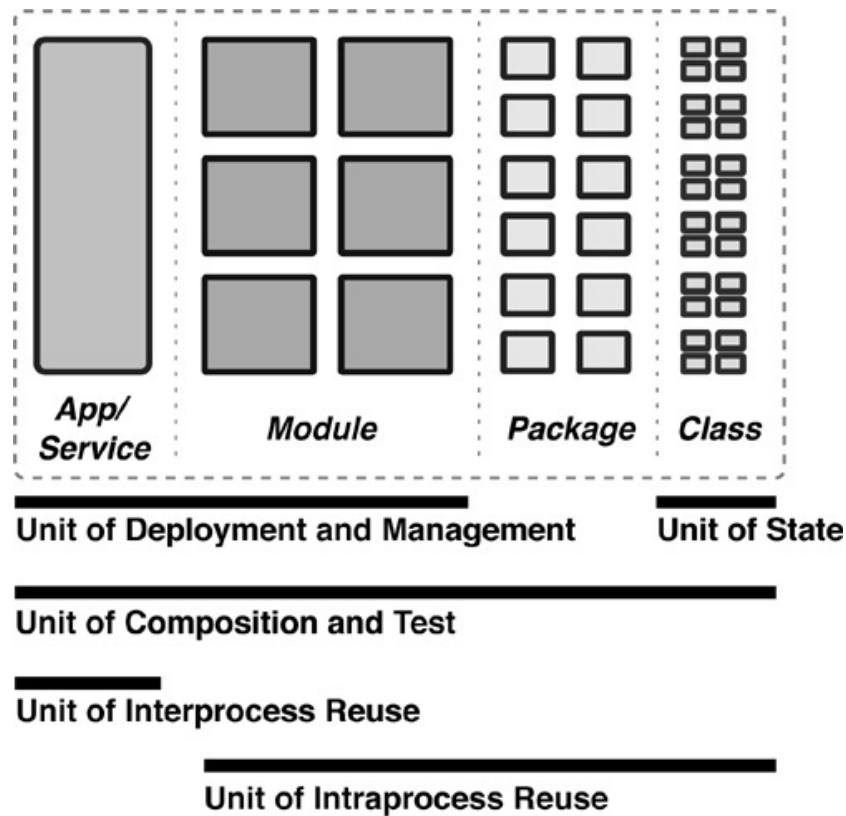 App/
Service
Module
Package
Class
Unit of Deployment and Management
Unit of State
Unit of Composition and Test
Unit of Interprocess Reuse
Unit of Intraprocess Reuse